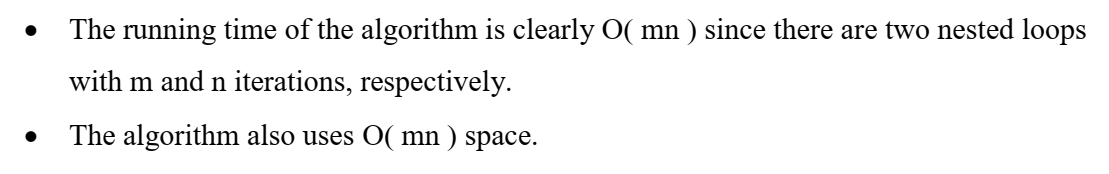 • The running time of the algorithm is clearly O( mn ) since there are two nested loops
with m and n iterations, respectively.
• The algorithm also uses O( mn ) space.